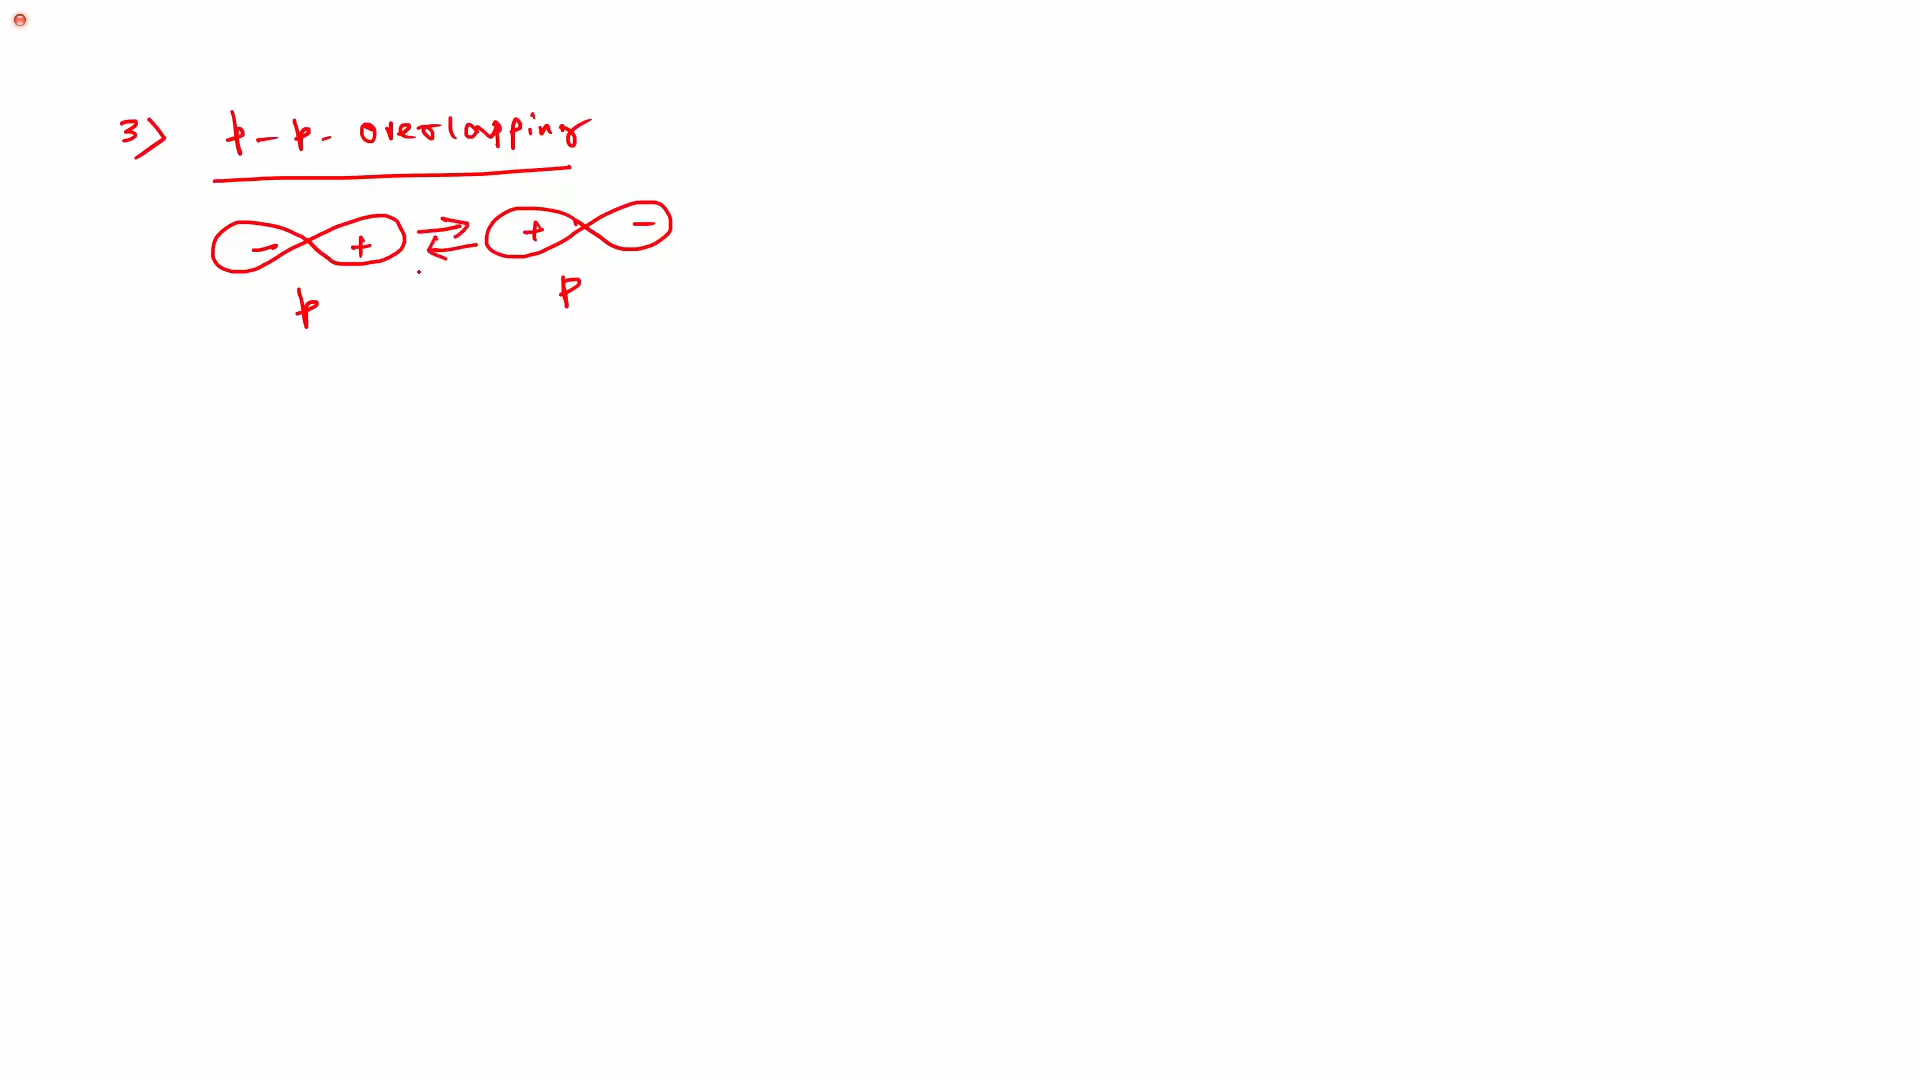 3) p - p - overlapping
- + + -
p p